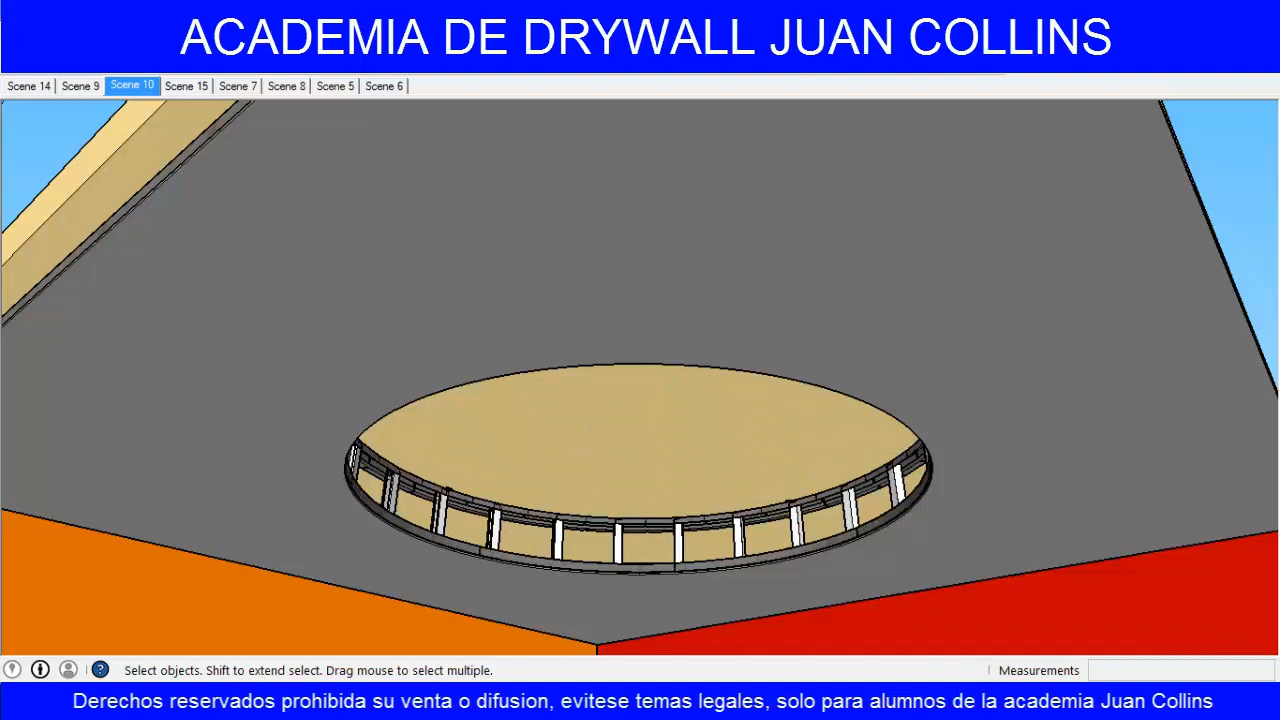 ACADEMIA DE DRYWALL JUAN COLLINS
Scene 14 Scene 9 Scene 10 Scene 15 Scene 7 Scene 8 Scene 5 Scene 6
Select objects. Shift to extend select. Drag mouse to select multiple. Measurements
Derechos reservados prohibida su venta o difusion, evitese temas legales, solo para alumnos de la academia Juan Collins